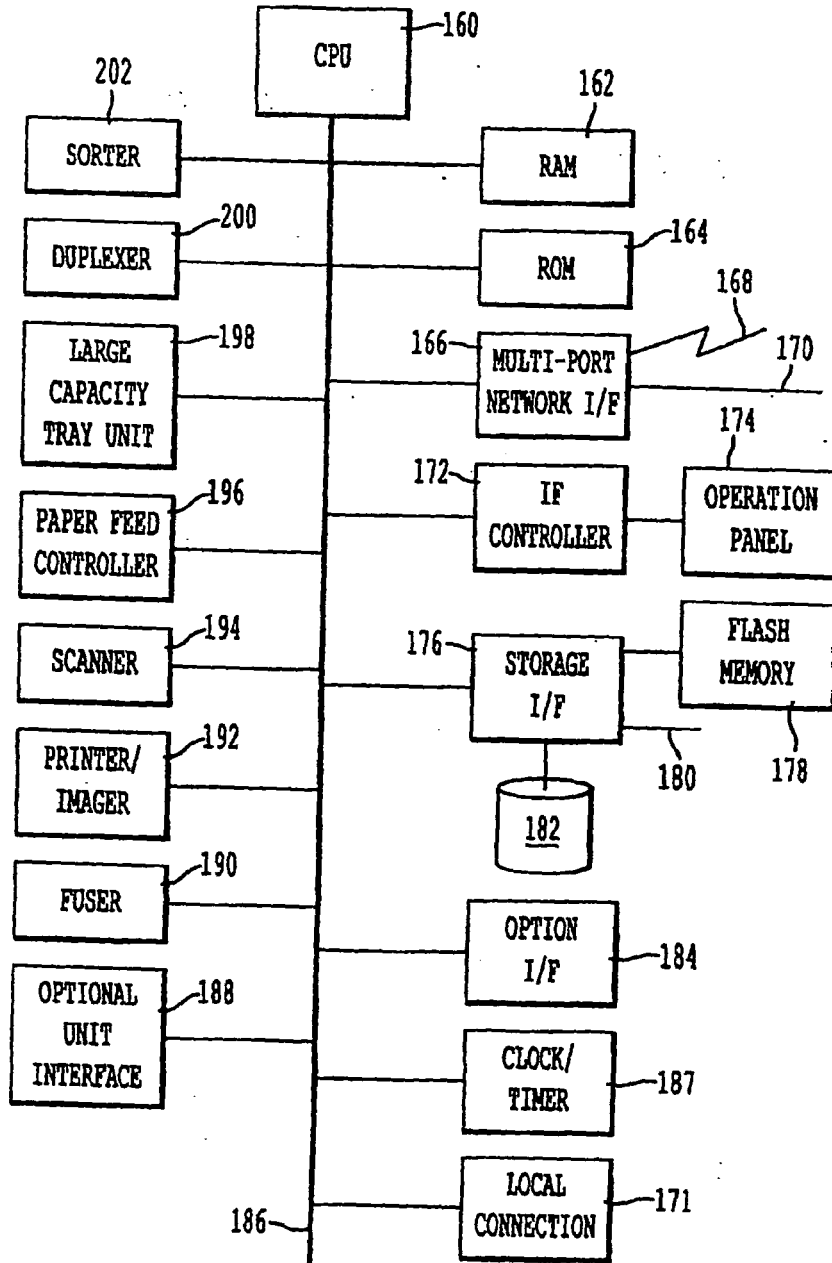 CPU
160
202
SORTER
162
RAM
200
DUPLEXER
164
ROM
198
LARGE
CAPACITY
TRAY UNIT
166
MULTI-PORT
NETWORK I/F
168
170
196
PAPER FEED
CONTROLLER
172
IF
CONTROLLER
174
OPERATION
PANEL
194
SCANNER
176
STORAGE
I/F
FLASH
MEMORY
178
180
182
192
PRINTER/
IMAGER
190
FUSER
OPTION
I/F
184
188
OPTIONAL
UNIT
INTERFACE
CLOCK/
TIMER
187
LOCAL
CONNECTION
171
186